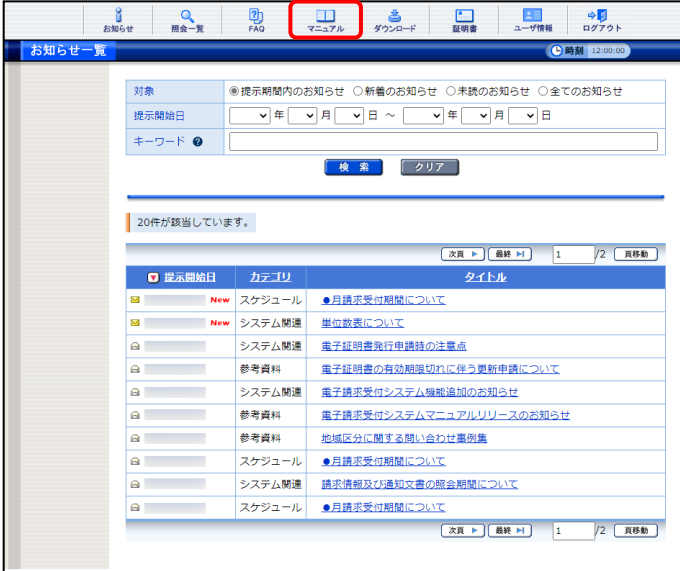 お知らせ 照会一覧 FAQ マニュアル ダウンロード 証明書 ユーザ情報 ログアウト
お知らせ一覧 時刻 12:00:00
対象 提示期間内のお知らせ 新着のお知らせ 未読のお知らせ 全てのお知らせ
提示開始日 年 月 日 ～ 年 月 日
キーワード ?
検 索 クリア
20件が該当しています。
次頁 最終 1 /2 頁移動
提示開始日 カテゴリ タイトル
New スケジュール ●月請求受付期間について
New システム関連 単位数表について
システム関連 電子証明書発行申請時の注意点
参考資料 電子証明書の有効期限切れに伴う更新申請について
システム関連 電子請求受付システム機能追加のお知らせ
参考資料 電子請求受付システムマニュアルリリースのお知らせ
参考資料 地域区分に関する問い合わせ事例集
スケジュール ●月請求受付期間について
システム関連 請求情報及び通知文書の照会期間について
スケジュール ●月請求受付期間について
次頁 最終 1 /2 頁移動